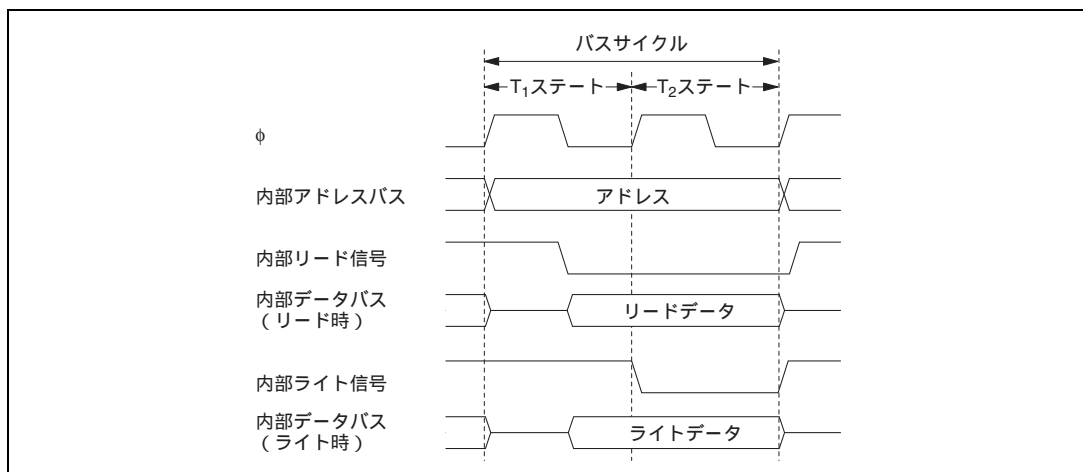 バスサイクル
T₁ステート
T₂ステート
φ
内部アドレスバス
アドレス
内部リード信号
内部データバス
（リード時）
リードデータ
内部ライト信号
内部データバス
（ライト時）
ライトデータ